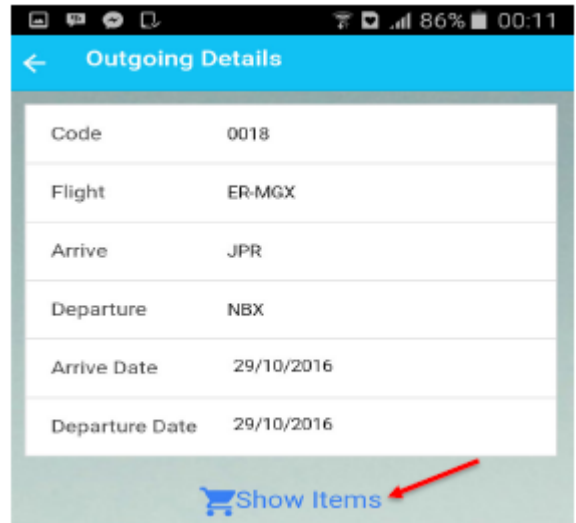 86% 00:11
Outgoing Details
Code 0018
Flight ER-MGX
Arrive JPR
Departure NBX
Arrive Date 29/10/2016
Departure Date 29/10/2016
Show Items